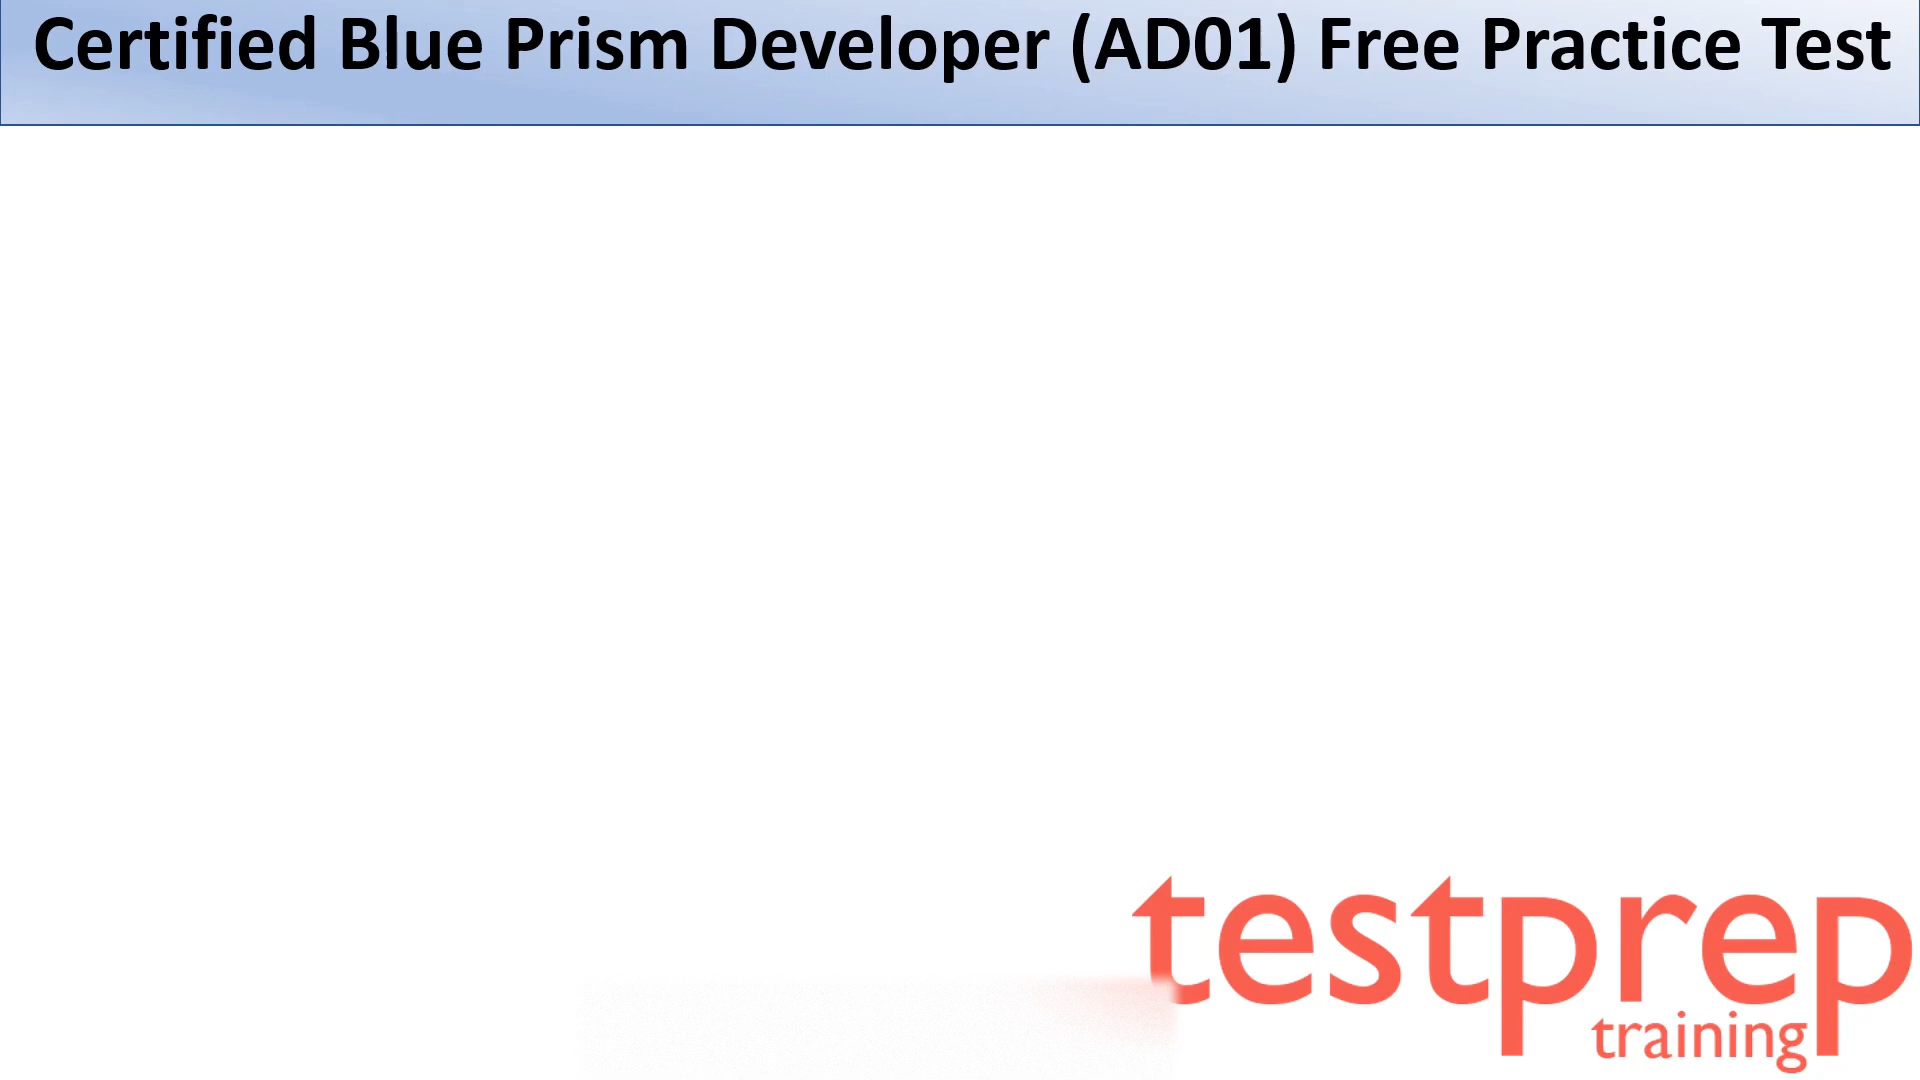 Certified Blue Prism Developer (AD01) Free Practice Test
testprep
training